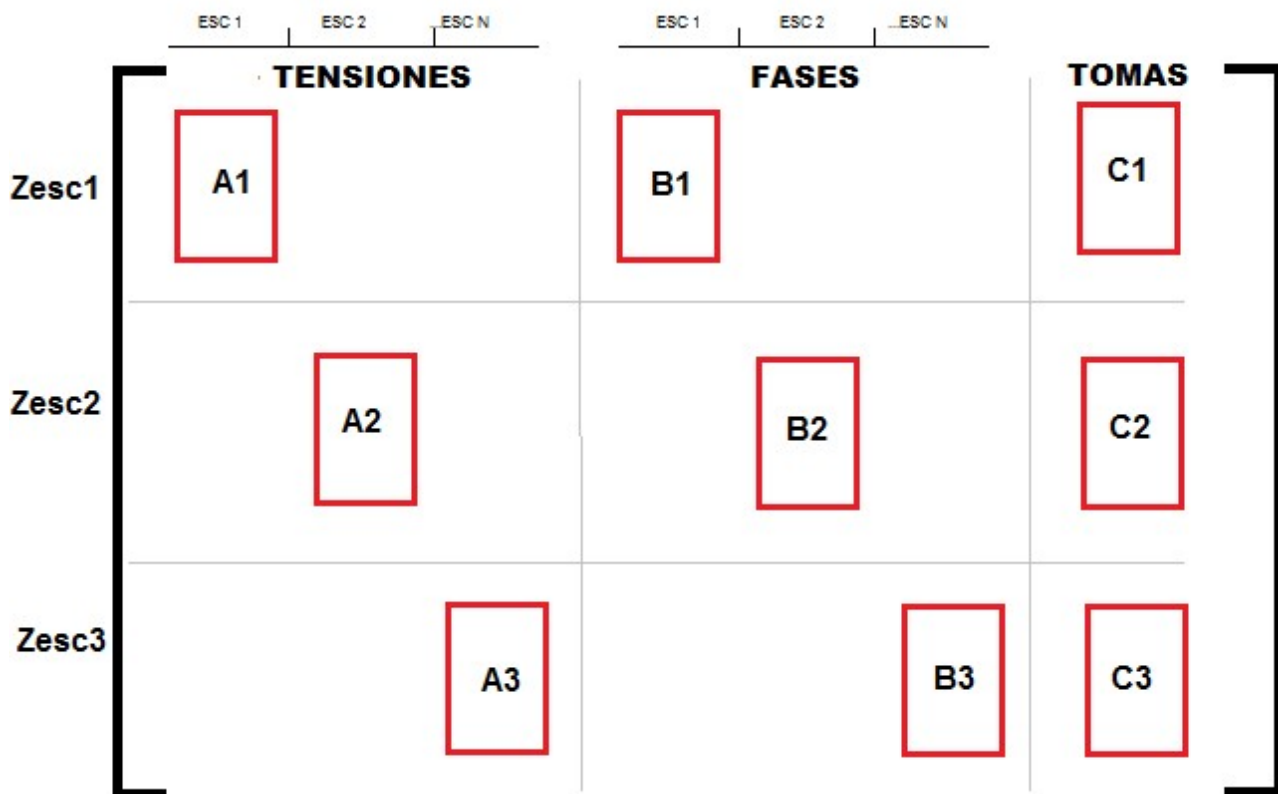 ESC 1 ESC 2 ...ESC N ESC 1 ESC 2 ...ESC N
TENSIONES FASES TOMAS
Zesc1 A1 B1 C1
Zesc2 A2 B2 C2
Zesc3 A3 B3 C3